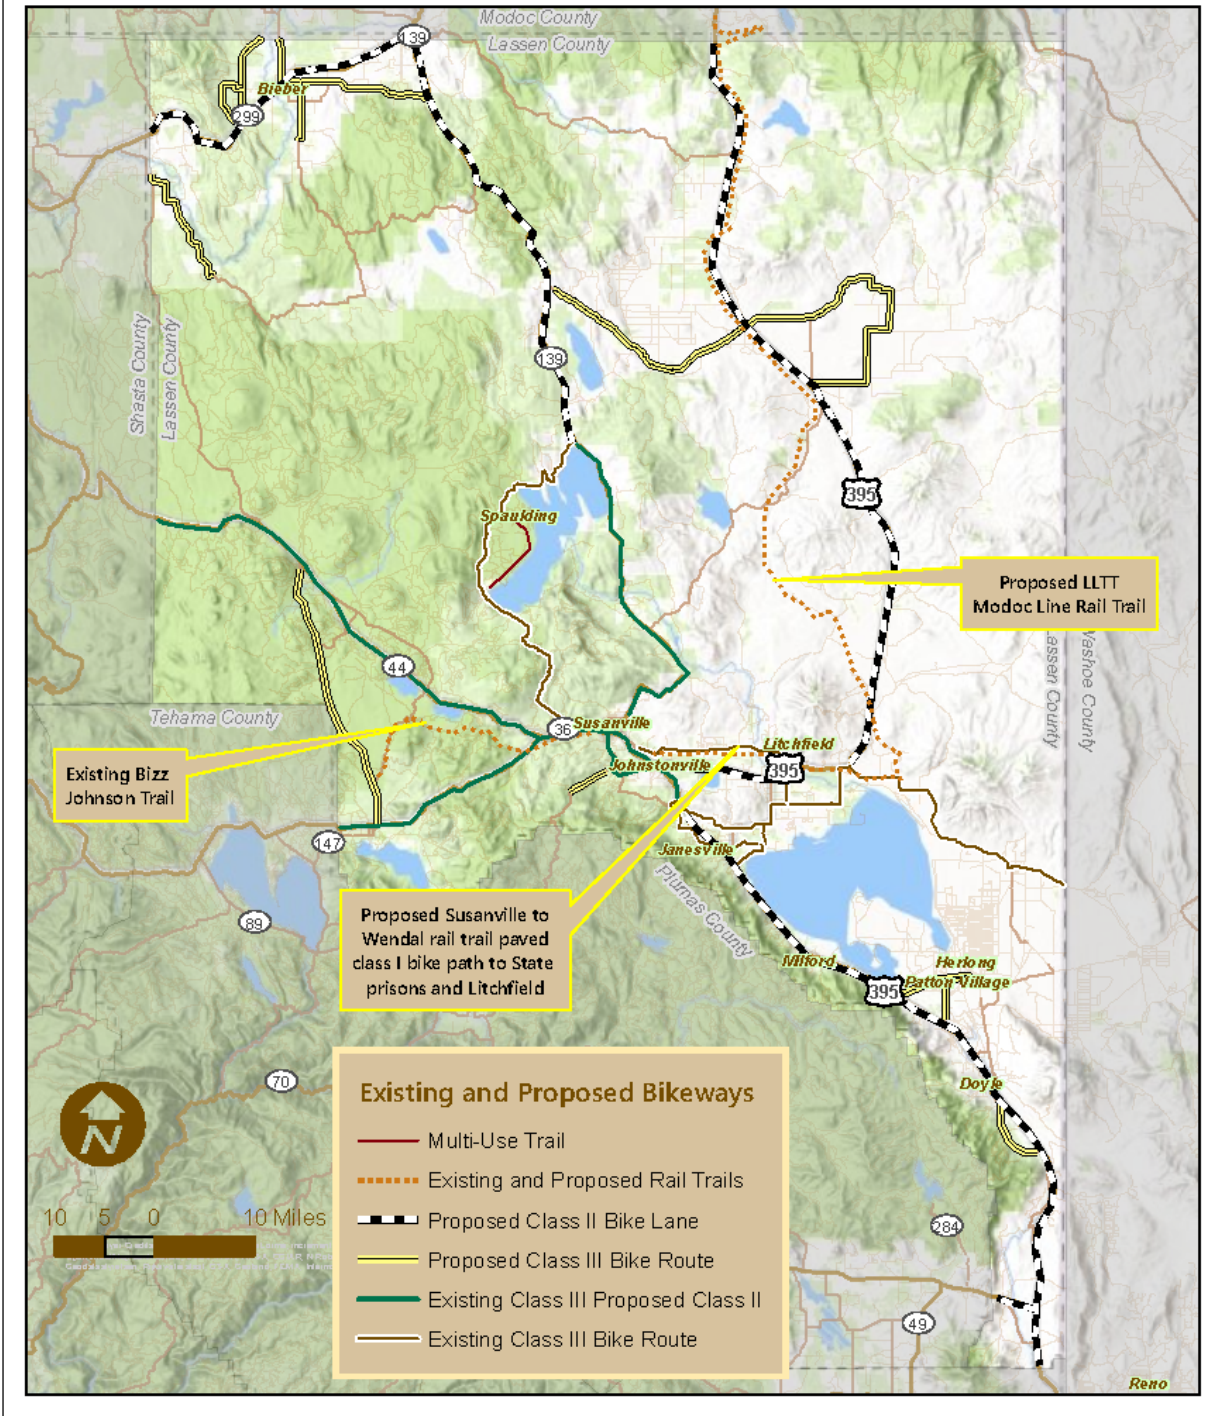 Modoc County
Lassen County
139
Bieber
299
Shasta County
Lassen County
139
395
Spaulding
Proposed LLTT
Modoc Line Rail Trail
Lassen County
Washoe County
44
Tehama County
36
Susanville
Litchfield
Johnstonville
395
Existing Bizz
Johnson Trail
147
Janesville
Plumas County
89
Proposed Susanville to
Wendal rail trail paved
class I bike path to State
prisons and Litchfield
Milford
Herlong
Patton Village
395
70
Doyle
Existing and Proposed Bikeways
Multi-Use Trail
Existing and Proposed Rail Trails
Proposed Class II Bike Lane
Proposed Class III Bike Route
Existing Class III Proposed Class II
Existing Class III Bike Route
N
10 5 0 10 Miles
284
49
Reno